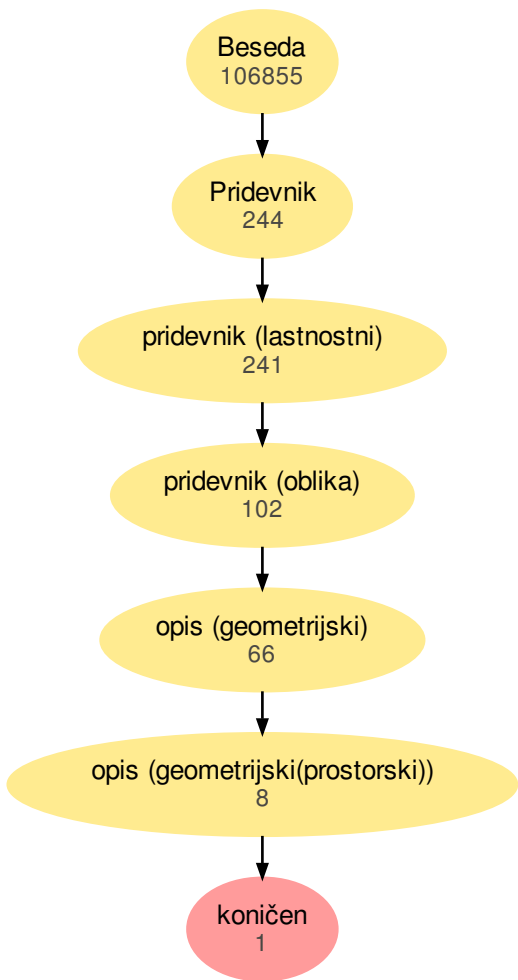 Beseda
106855
Pridevnik
244
pridevnik (lastnostni)
241
pridevnik (oblika)
102
opis (geometrijski)
66
opis (geometrijski(prostorski))
8
koničen
1